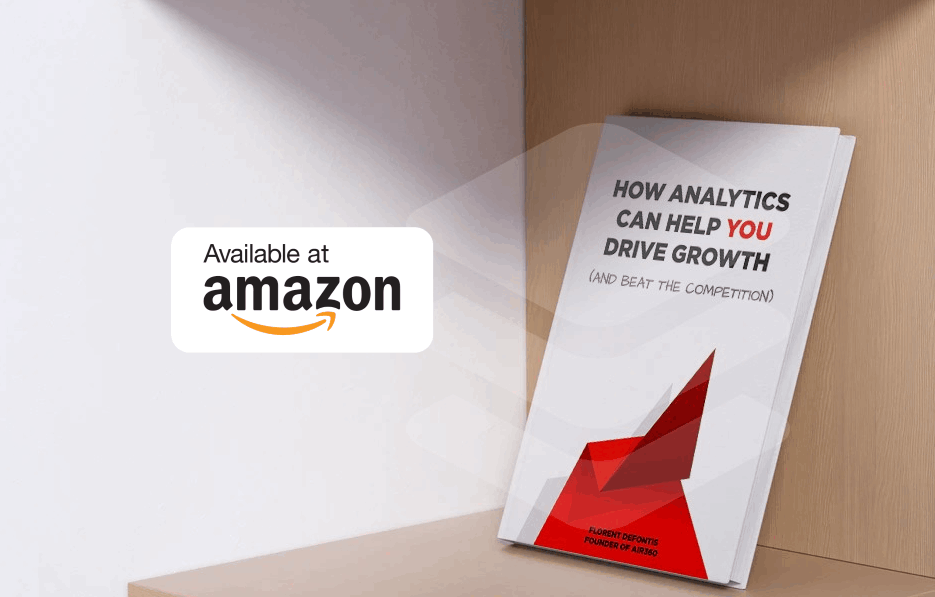 Available at
amazon
HOW ANALYTICS
CAN HELP YOU
DRIVE GROWTH
(AND BEAT THE COMPETITION)
FLORENT DEFONTIS
FOUNDER OF AIR360